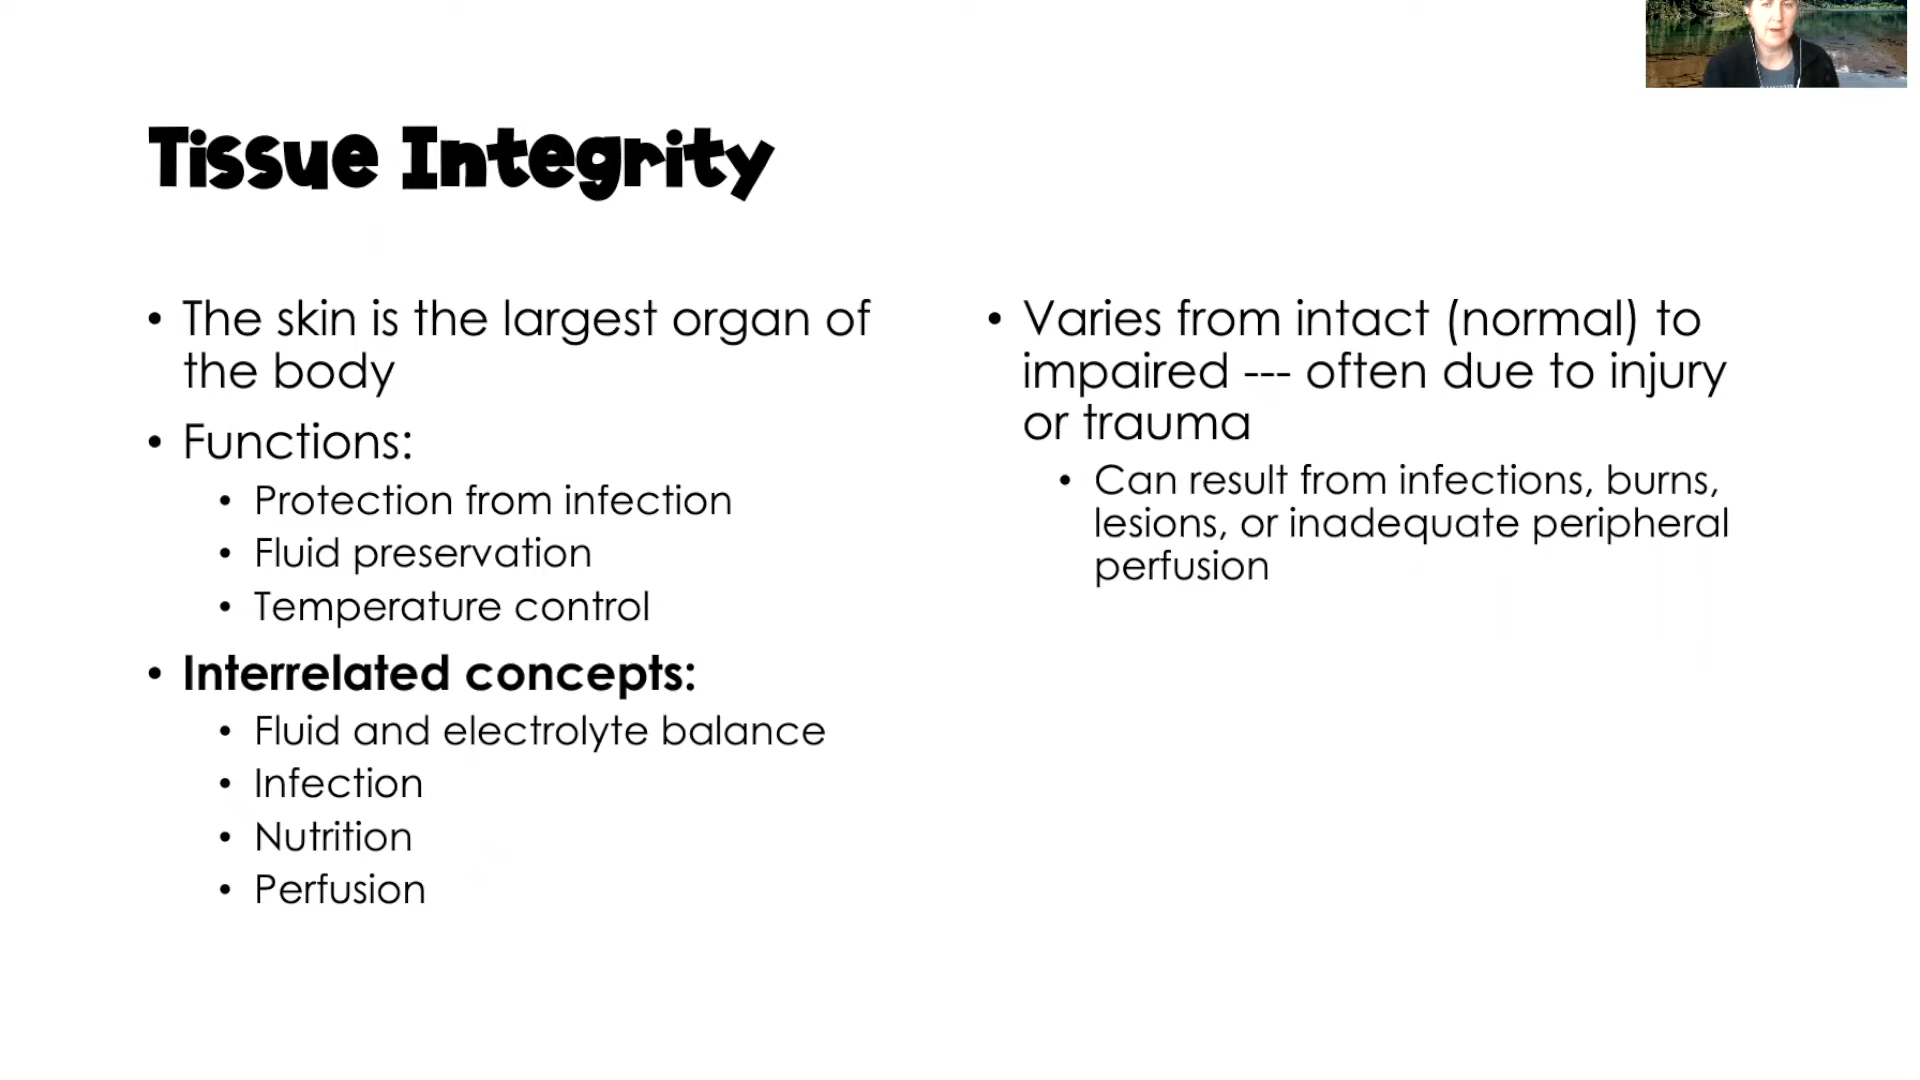 Tissue Integrity
• The skin is the largest organ of
the body
• Functions:
• Protection from infection
• Fluid preservation
• Temperature control
• Interrelated concepts:
• Fluid and electrolyte balance
• Infection
• Nutrition
• Perfusion
• Varies from intact (normal) to
impaired --- often due to injury
or trauma
• Can result from infections, burns,
lesions, or inadequate peripheral
perfusion